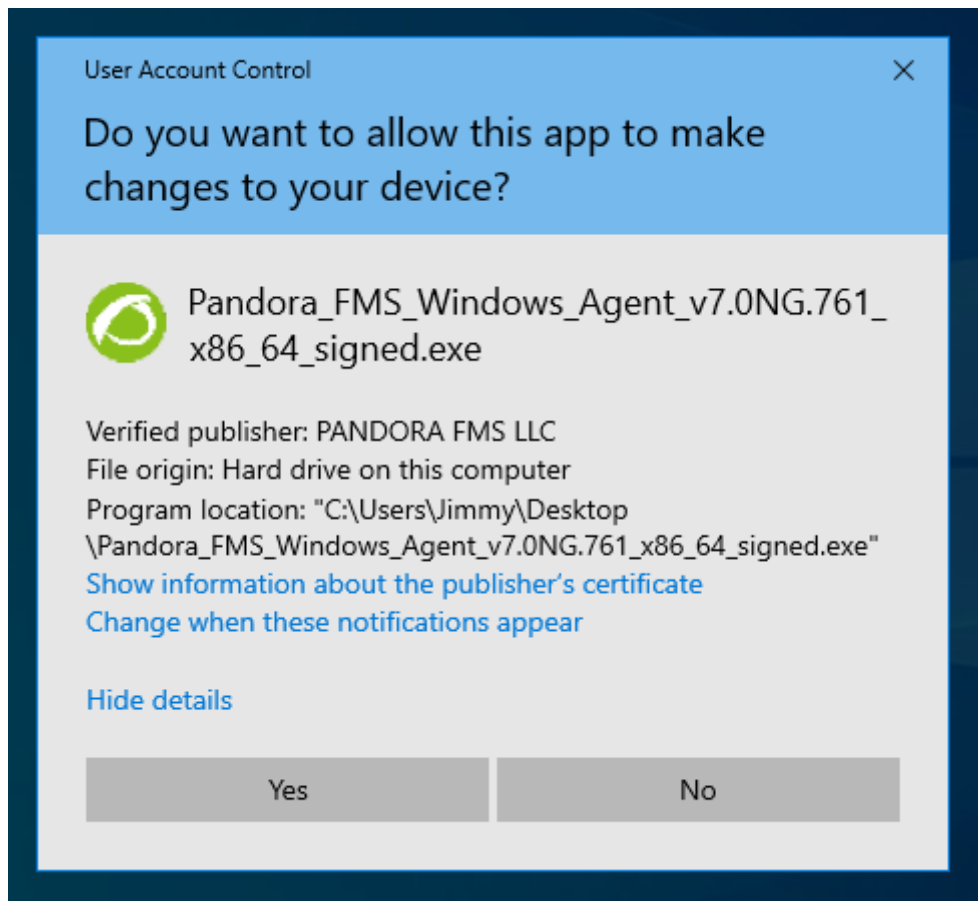 User Account Control
Do you want to allow this app to make
changes to your device?
Pandora_FMS_Windows_Agent_v7.0NG.761_
x86_64_signed.exe
Verified publisher: PANDORA FMS LLC
File origin: Hard drive on this computer
Program location: "C:\Users\Jimmy\Desktop
\Pandora_FMS_Windows_Agent_v7.0NG.761_x86_64_signed.exe"
Show information about the publisher's certificate
Change when these notifications appear
Hide details
Yes
No